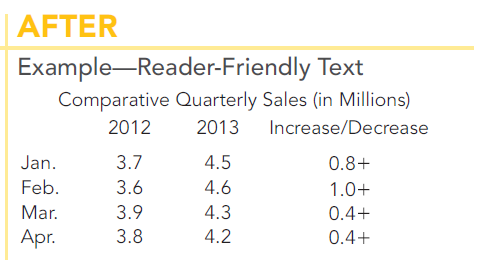 AFTER
Example—Reader-Friendly Text
Comparative Quarterly Sales (in Millions)
2012 2013 Increase/Decrease
Jan. 3.7 4.5 0.8+
Feb. 3.6 4.6 1.0+
Mar. 3.9 4.3 0.4+
Apr. 3.8 4.2 0.4+